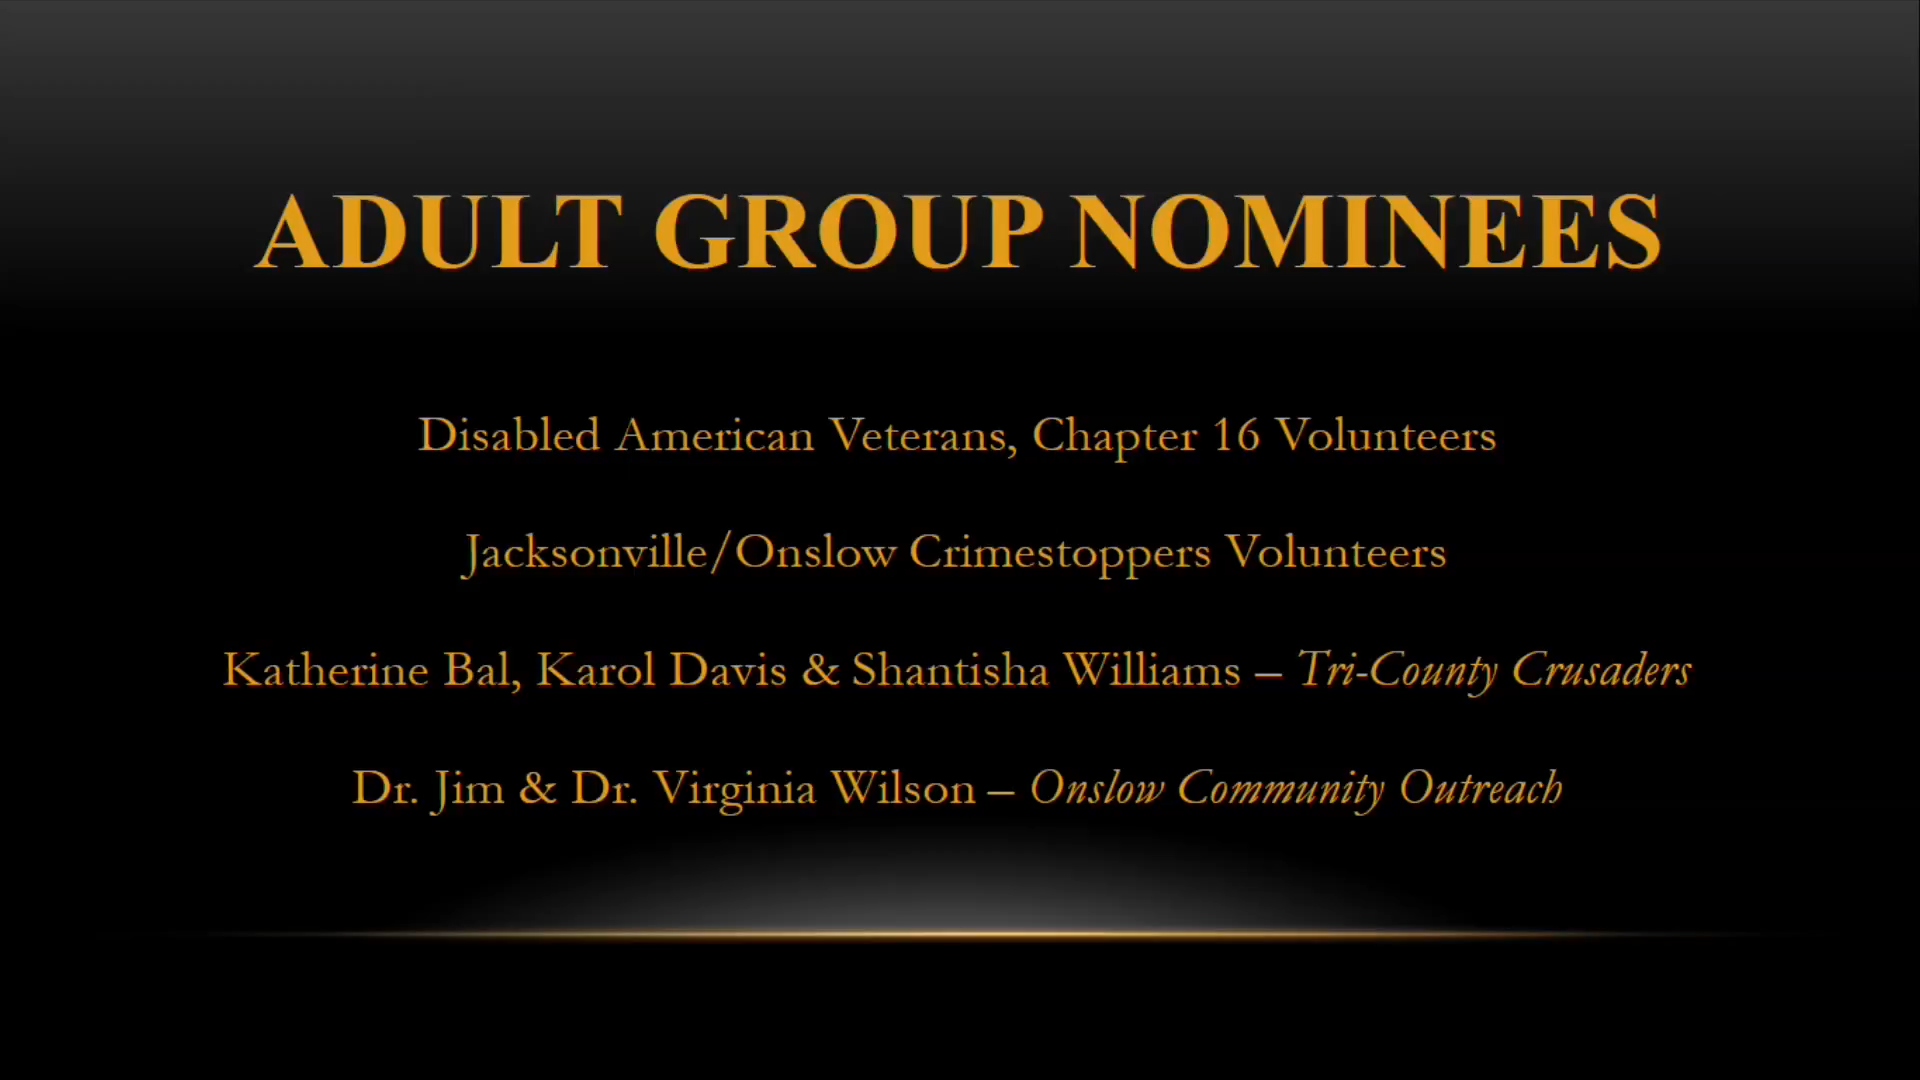 ADULT GROUP NOMINEES
Disabled American Veterans, Chapter 16 Volunteers
Jacksonville/Onslow Crimestoppers Volunteers
Katherine Bal, Karol Davis & Shantisha Williams – Tri-County Crusaders
Dr. Jim & Dr. Virginia Wilson – Onslow Community Outreach